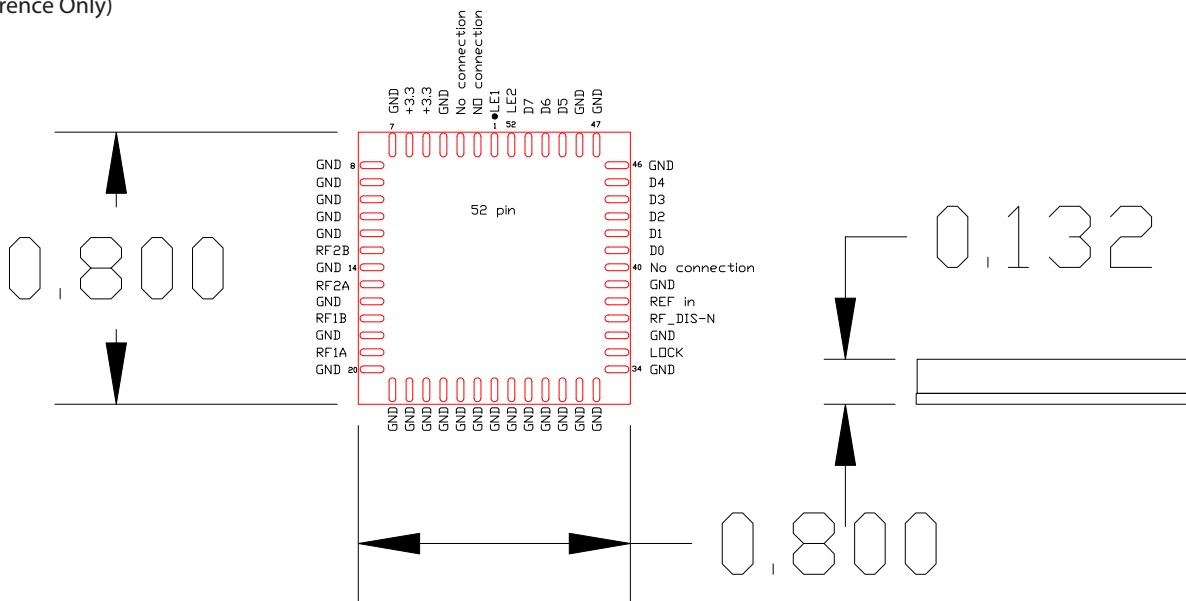 rence Only)
GND
+3.3
+3.3
GND
No connection
NO connection
LE1
LE2
D7
D6
D5
GND
GND
7
1
52
47
GND 8
GND
GND
GND
GND
RF2B
GND 14
RF2A
GND
RF1B
GND
RF1A
GND 20
52 pin
46 GND
D4
D3
D2
D1
D0
40 No connection
GND
REF in
RF_DIS-N
GND
LOCK
34 GND
GND
GND
GND
GND
GND
GND
GND
GND
GND
GND
GND
GND
GND
0.800
0.132
0.800